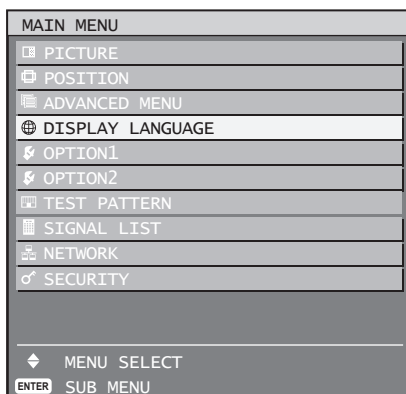 MAIN MENU
PICTURE
POSITION
ADVANCED MENU
DISPLAY LANGUAGE
OPTION1
OPTION2
TEST PATTERN
SIGNAL LIST
NETWORK
SECURITY
MENU SELECT
ENTER SUB MENU